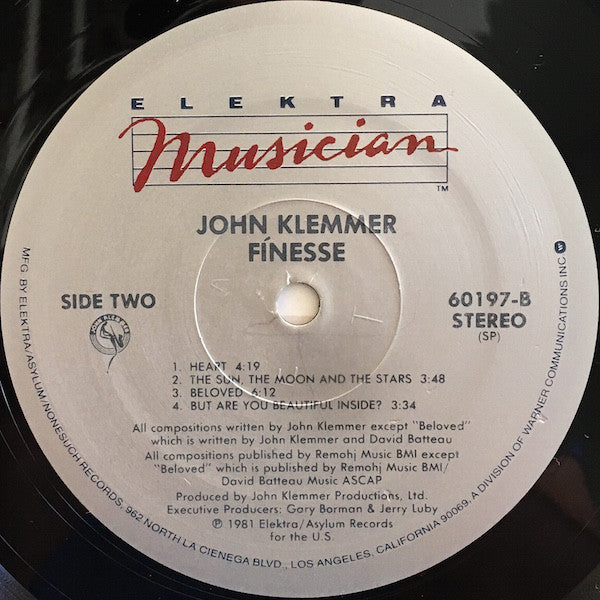 ELEKTRA
Musician
TM
JOHN KLEMMER
FÍNESSE
SIDE TWO
60197-B
STEREO
(SP)
1. HEART 4:19
2. THE SUN, THE MOON AND THE STARS 3:48
3. BELOVED 6:12
4. BUT ARE YOU BEAUTIFUL INSIDE? 3:34
All compositions written by John Klemmer except "Beloved"
which is written by John Klemmer and David Batteau
All compositions published by Remohj Music BMI except
"Beloved" which is published by Remohj Music BMI/
David Batteau Music ASCAP
Produced by John Klemmer Productions, Ltd.
Executive Producers: Gary Borman & Jerry Luby
℗ 1981 Elektra/Asylum Records
for the U.S.
MFG. BY ELEKTRA/ASYLUM/NONESUCH RECORDS, 962 NORTH LA CIENEGA BLVD., LOS ANGELES, CALIFORNIA 90069, A DIVISION OF WARNER COMMUNICATIONS INC